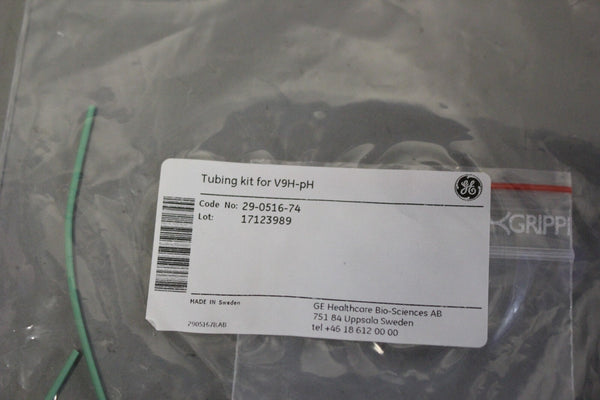 Tubing kit for V9H-pH
Code No: 29-0516-74
Lot: 17123989
GRIPPI
MADE IN Sweden
GE Healthcare Bio-Sciences AB
751 84 Uppsala Sweden
tel +46 18 612 00 00